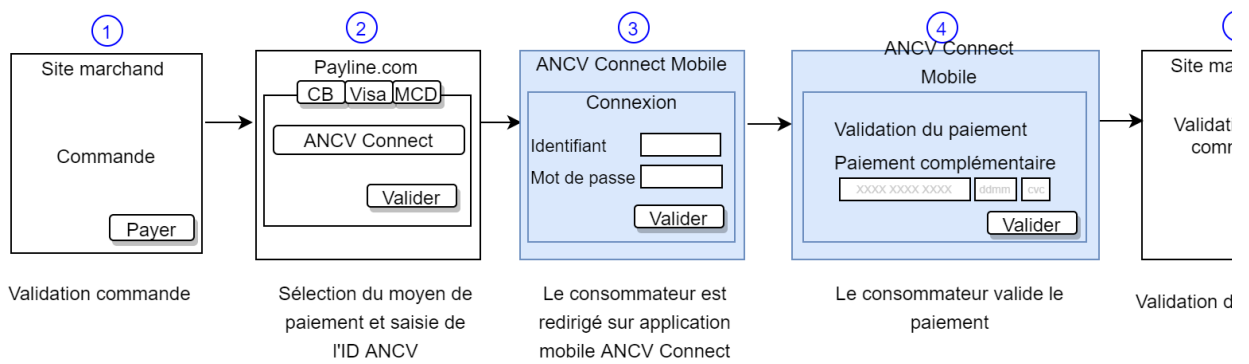 1
Site marchand
Commande
Payer
Validation commande
2
Payline.com
CB Visa MCD
ANCV Connect
Valider
Sélection du moyen de
paiement et saisie de
l'ID ANCV
3
ANCV Connect Mobile
Connexion
Identifiant
Mot de passe
Valider
Le consommateur est
redirigé sur application
mobile ANCV Connect
4
ANCV Connect
Mobile
Validation du paiement
Paiement complémentaire
XXXX XXXX XXXX ddmm cvc
Valider
Le consommateur valide le
paiement
Site
Validation